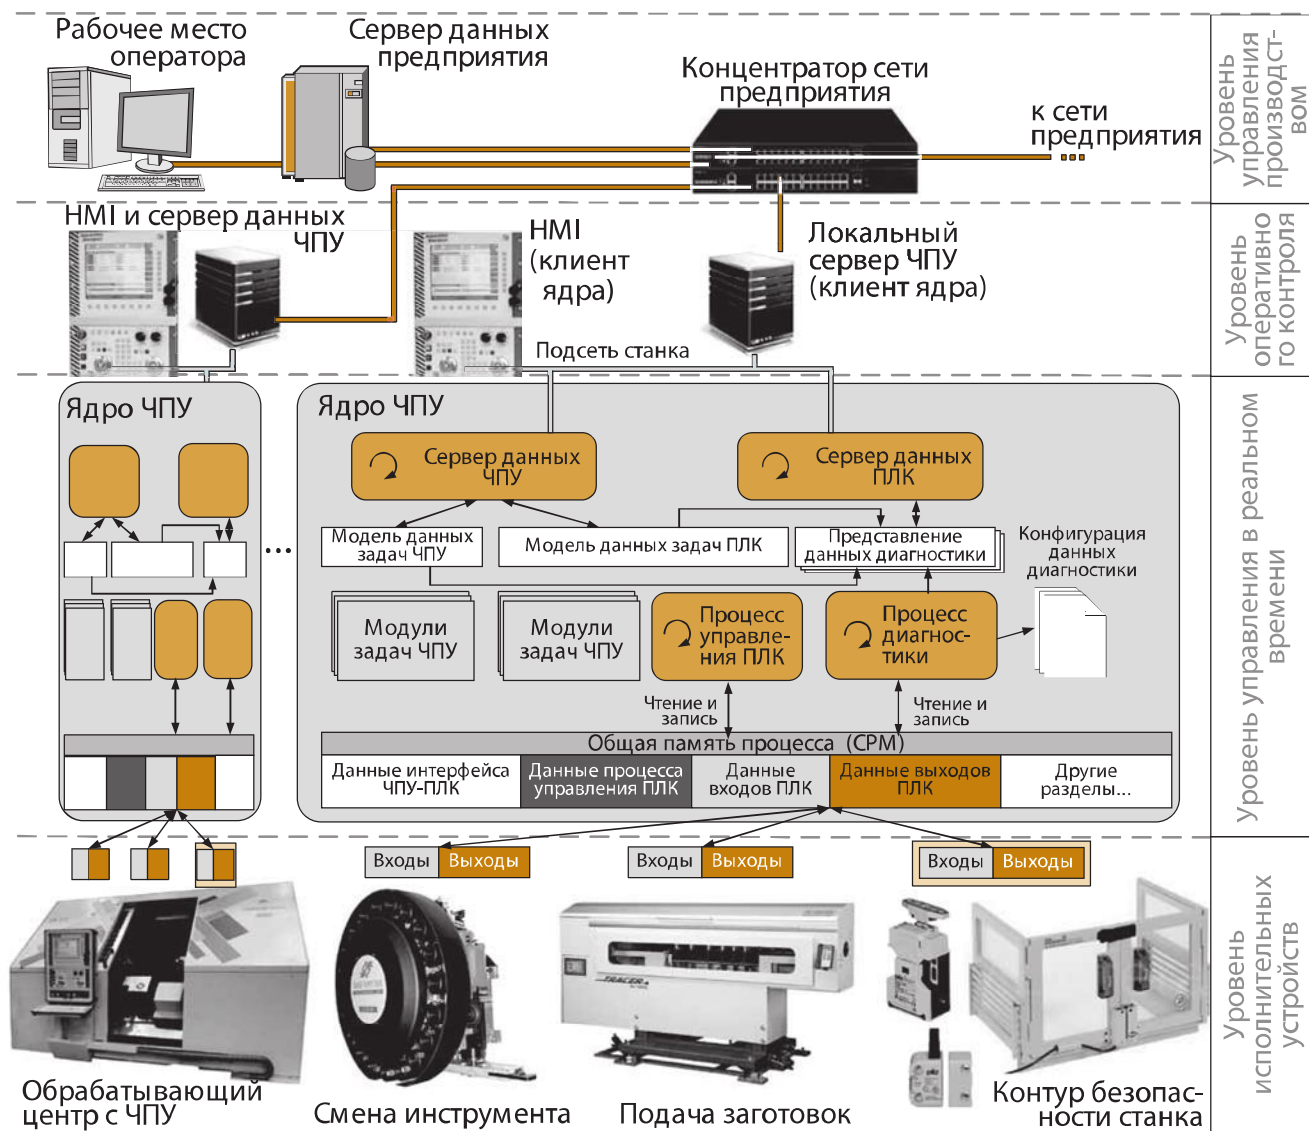 Рабочее место
оператора
Сервер данных
предприятия
Концентратор сети
предприятия
к сети
предприятия
Уровень
управления
производст-
вом
HMI и сервер данных
ЧПУ
HMI
(клиент
ядра)
Локальный
сервер ЧПУ
(клиент ядра)
Подсеть станка
Уровень
оперативно
го контроля
Ядро ЧПУ
Ядро ЧПУ
Сервер данных
ЧПУ
Сервер данных
ПЛК
Модель данных
задач ЧПУ
Модель данных задач ПЛК
Представление
данных диагностики
Конфигурация
данных
диагностики
Модули
задач ЧПУ
Модули
задач ЧПУ
Процесс
управле-
ния ПЛК
Процесс
диагнос-
тики
Чтение и
запись
Чтение и
запись
Общая память процесса (CPM)
Данные интерфейса
ЧПУ-ПЛК
Данные процесса
управления ПЛК
Данные
входов ПЛК
Данные выходов
ПЛК
Другие
разделы...
Уровень управления в реальном
времени
Входы Выходы
Входы Выходы
Входы Выходы
TRACER
Обрабатывающий
центр с ЧПУ
Смена инструмента
Подача заготовок
Контур безопас-
ности станка
Уровень
исполнительных
устройств